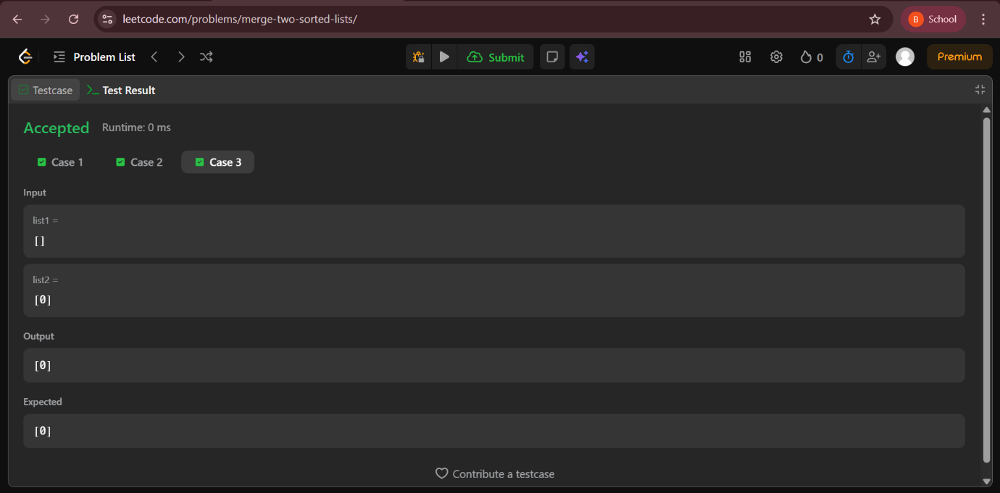 leetcode.com/problems/merge-two-sorted-lists/
B School
Problem List
Submit
0
Premium
Testcase
>_ Test Result
Accepted Runtime: 0 ms
Case 1 Case 2 Case 3
Input
list1 =
[]
list2 =
[0]
Output
[0]
Expected
[0]
Contribute a testcase